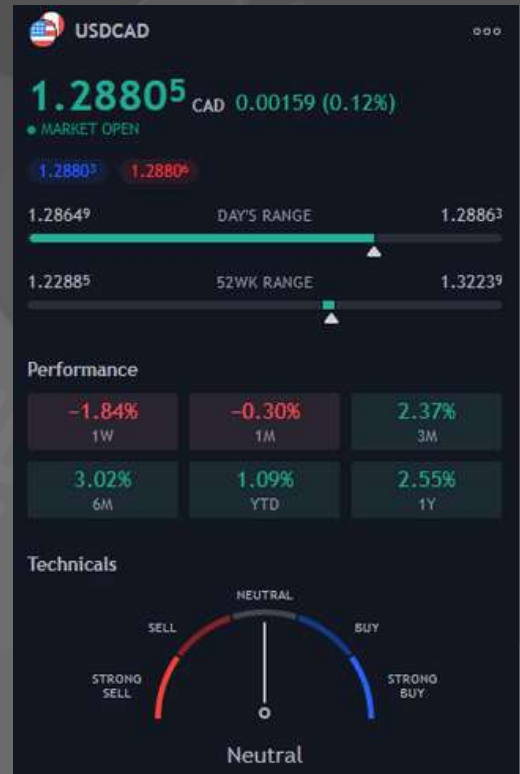 USDCAD
1.28805 CAD 0.00159 (0.12%)
MARKET OPEN
1.28803 1.28806
1.28649 DAY'S RANGE 1.28863
1.22885 52WK RANGE 1.32239
Performance
−1.84% −0.30% 2.37%
1W 1M 3M
3.02% 1.09% 2.55%
6M YTD 1Y
Technicals
NEUTRAL
SELL BUY
STRONG SELL STRONG BUY
Neutral